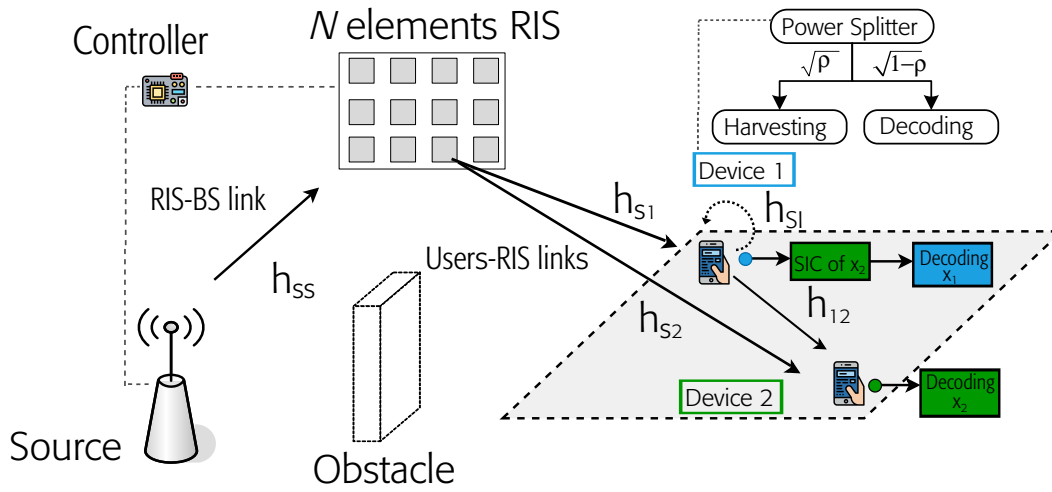 Controller
N elements RIS
Power Splitter
√ρ
√1-ρ
Harvesting
Decoding
Device 1
RIS-BS link
h_S1
h_SI
Users-RIS links
SIC of x_2
Decoding
x_1
h_SS
h_12
h_S2
Device 2
Decoding
x_2
Source
Obstacle